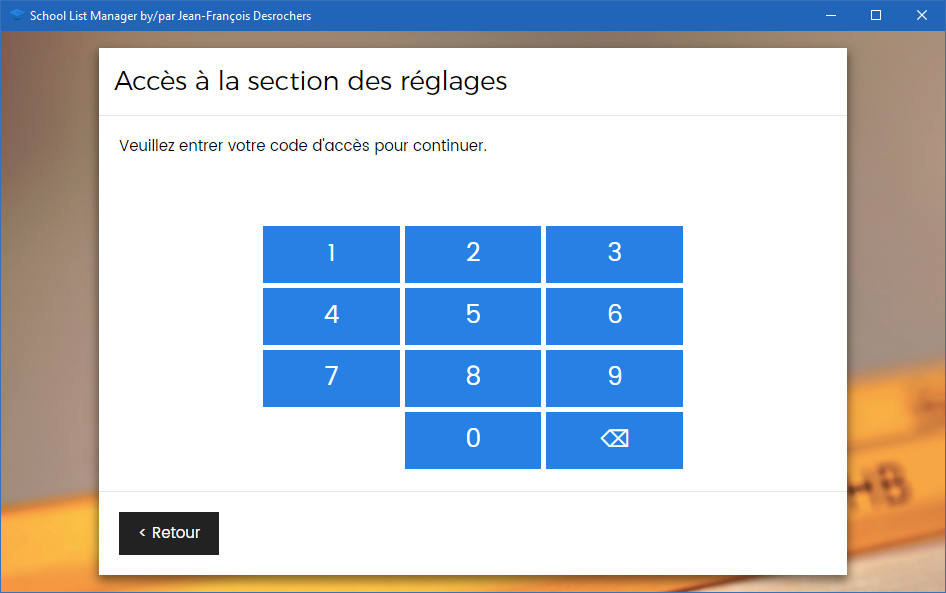 School List Manager by/par Jean-François Desrochers
Accès à la section des réglages
Veuillez entrer votre code d'accès pour continuer.
1 2 3
4 5 6
7 8 9
0 ⌫
HB
< Retour